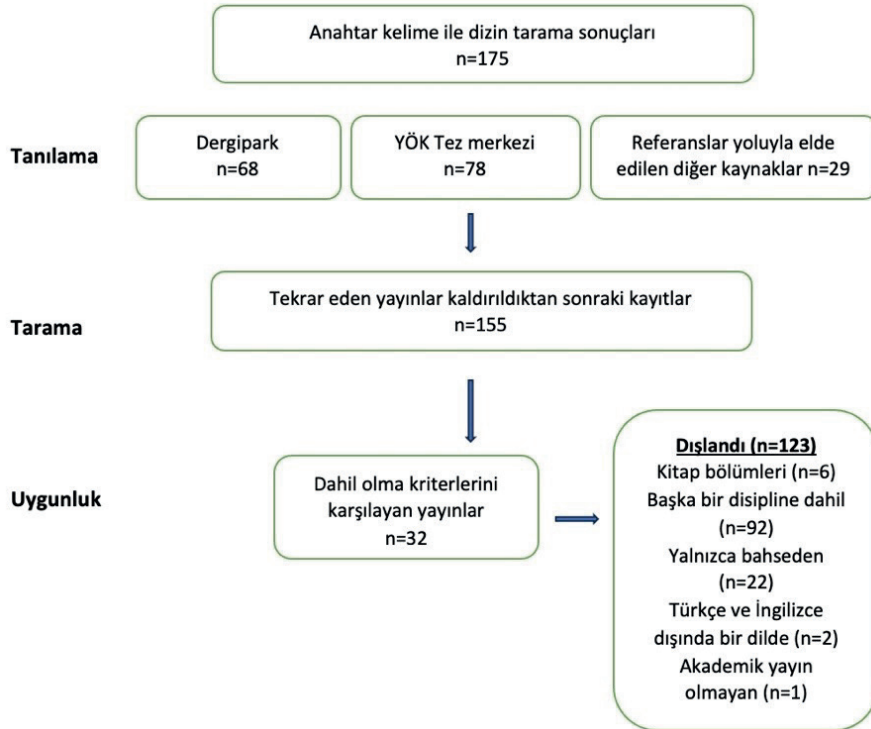 Anahtar kelime ile dizin tarama sonuçları
n=175
Tanılama
Dergipark
n=68
YÖK Tez merkezi
n=78
Referanslar yoluyla elde
edilen diğer kaynaklar n=29
Tarama
Tekrar eden yayınlar kaldırıldıktan sonraki kayıtlar
n=155
Uygunluk
Dahil olma kriterlerini
karşılayan yayınlar
n=32
Dışlandı (n=123)
Kitap bölümleri (n=6)
Başka bir disipline dahil
(n=92)
Yalnızca bahseden
(n=22)
Türkçe ve İngilizce
dışında bir dilde (n=2)
Akademik yayın
olmayan (n=1)